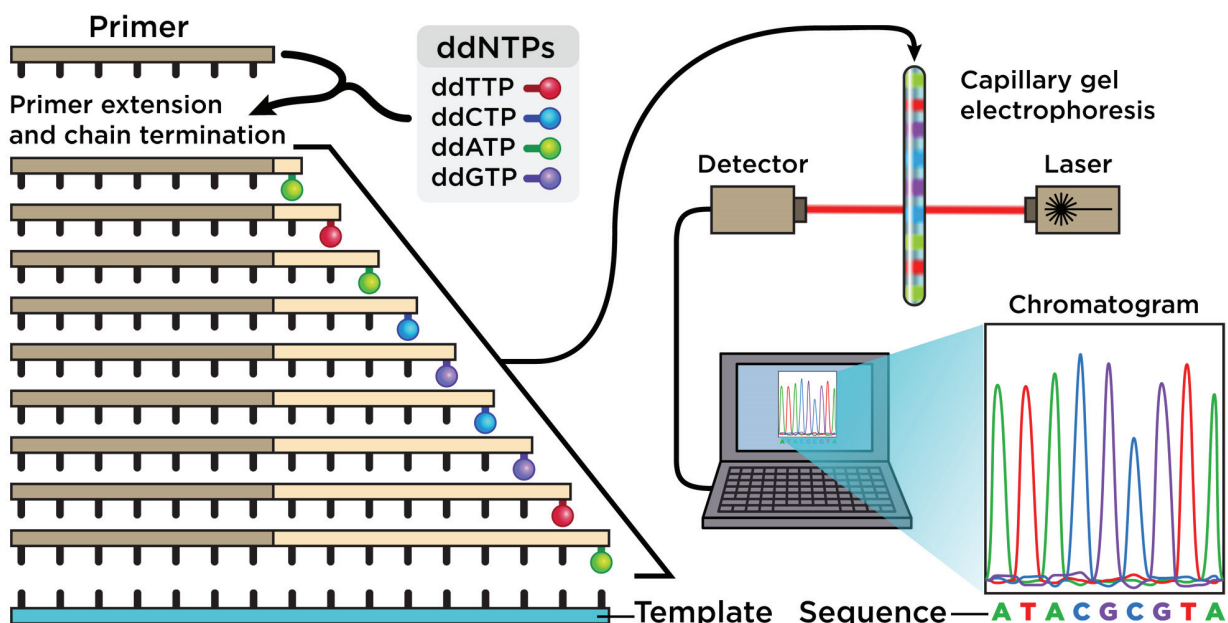 Primer
ddNTPs
ddTTP
ddCTP
ddATP
ddGTP
Primer extension
and chain termination
Capillary gel
electrophoresis
Detector
Laser
Chromatogram
ATACGCGTA
Template
Sequence
A T A C G C G T A